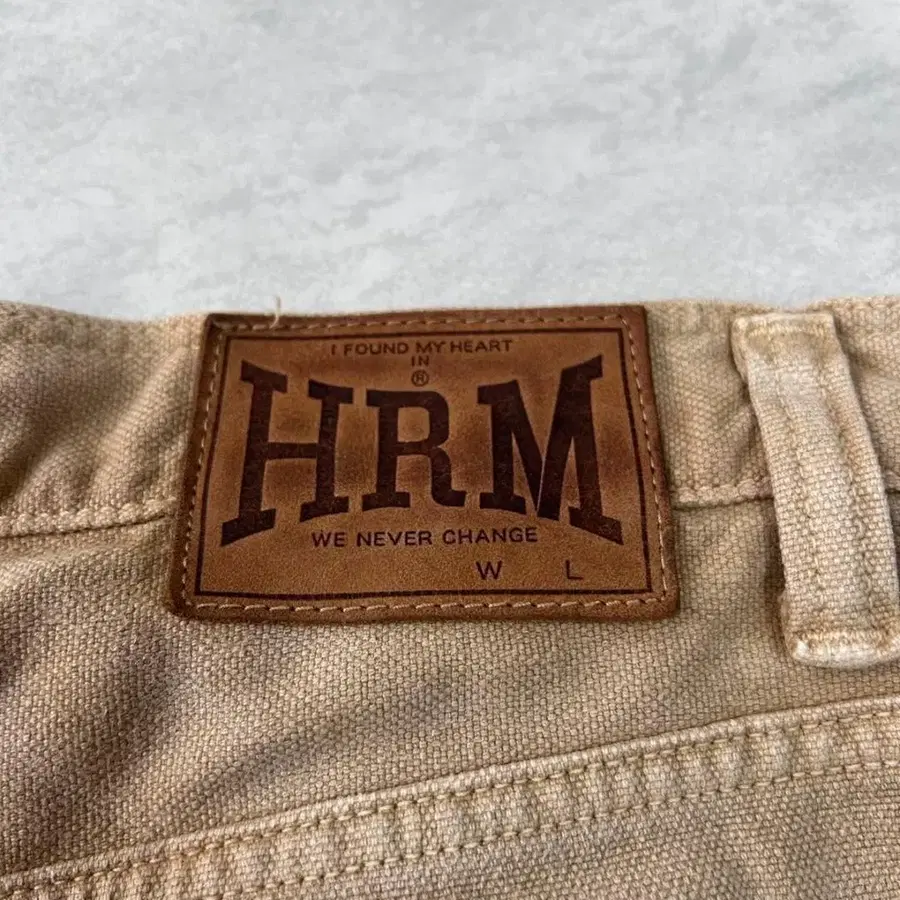 I FOUND MY HEART
IN
®
HRM
WE NEVER CHANGE
W L